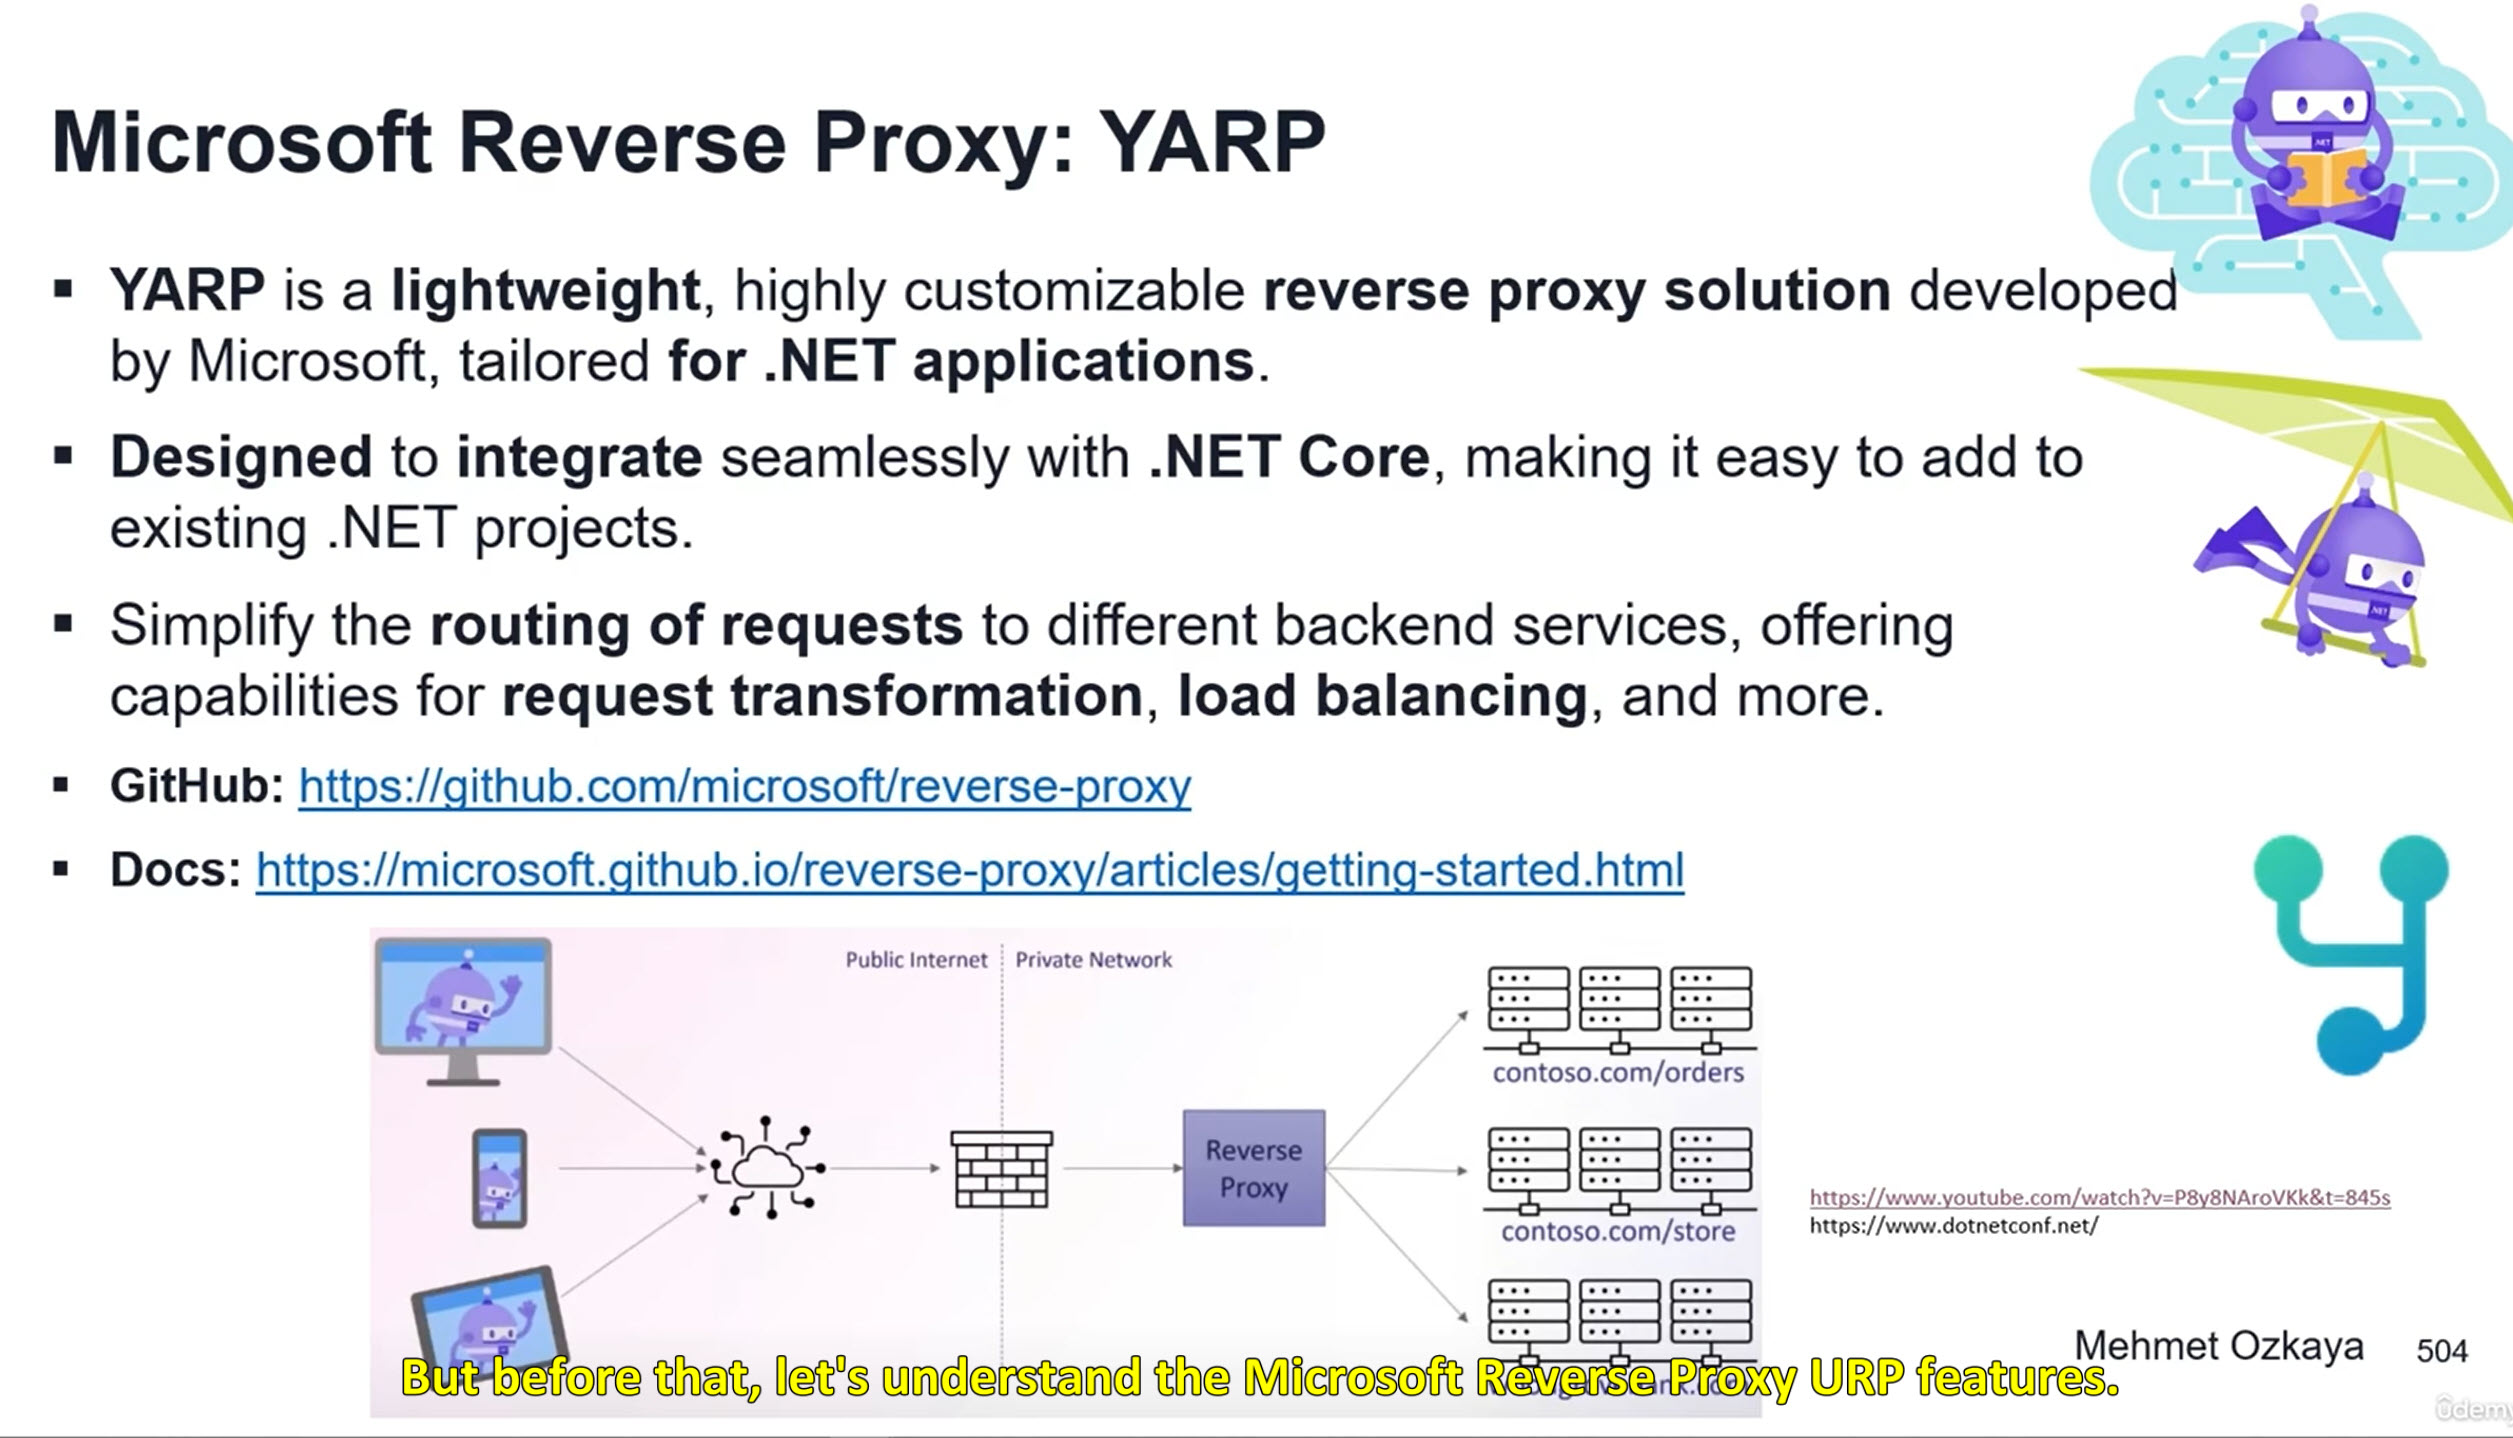 Microsoft Reverse Proxy: YARP
▪ YARP is a lightweight, highly customizable reverse proxy solution developed
by Microsoft, tailored for .NET applications.
▪ Designed to integrate seamlessly with .NET Core, making it easy to add to
existing .NET projects.
▪ Simplify the routing of requests to different backend services, offering
capabilities for request transformation, load balancing, and more.
▪ GitHub: https://github.com/microsoft/reverse-proxy
▪ Docs: https://microsoft.github.io/reverse-proxy/articles/getting-started.html
Public Internet
Private Network
Reverse
Proxy
contoso.com/orders
contoso.com/store
https://www.youtube.com/watch?v=P8y8NAroVKk&t=845s
https://www.dotnetconf.net/
Mehmet Ozkaya 504
But before that, let's understand the Microsoft Reverse Proxy URP features.
ûdemy
.NET
.NET